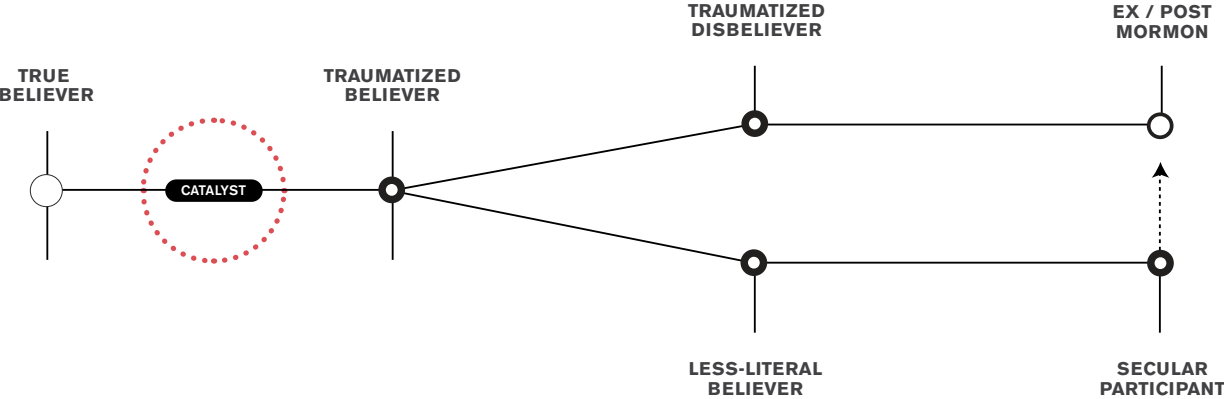 TRUE
BELIEVER
CATALYST
TRAUMATIZED
BELIEVER
TRAUMATIZED
DISBELIEVER
EX / POST
MORMON
LESS-LITERAL
BELIEVER
SECULAR
PARTICIPANT